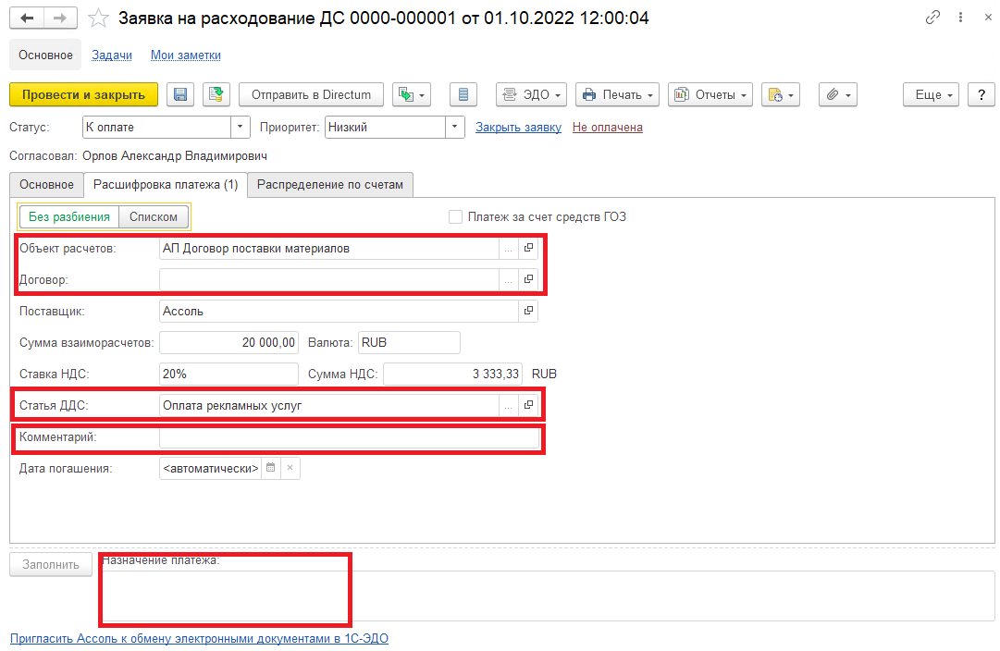 Заявка на расходование ДС 0000-000001 от 01.10.2022 12:00:04
Основное Задачи Мои заметки
Провести и закрыть Отправить в Directum ЭДО Печать Отчеты Еще ?
Статус: К оплате Приоритет: Низкий Закрыть заявку Не оплачена
Согласовал: Орлов Александр Владимирович
Основное Расшифровка платежа (1) Распределение по счетам
Без разбиения Списком Платеж за счет средств ГОЗ
Объект расчетов: АП Договор поставки материалов ...
Договор: ...
Поставщик: Ассоль
Сумма взаиморасчетов: 20 000,00 Валюта: RUB
Ставка НДС: 20% Сумма НДС: 3 333,33 RUB
Статья ДДС: Оплата рекламных услуг ...
Комментарий:
Дата погашения: <автоматически>
Заполнить Назначение платежа:
Пригласить Ассоль к обмену электронными документами в 1С-ЭДО